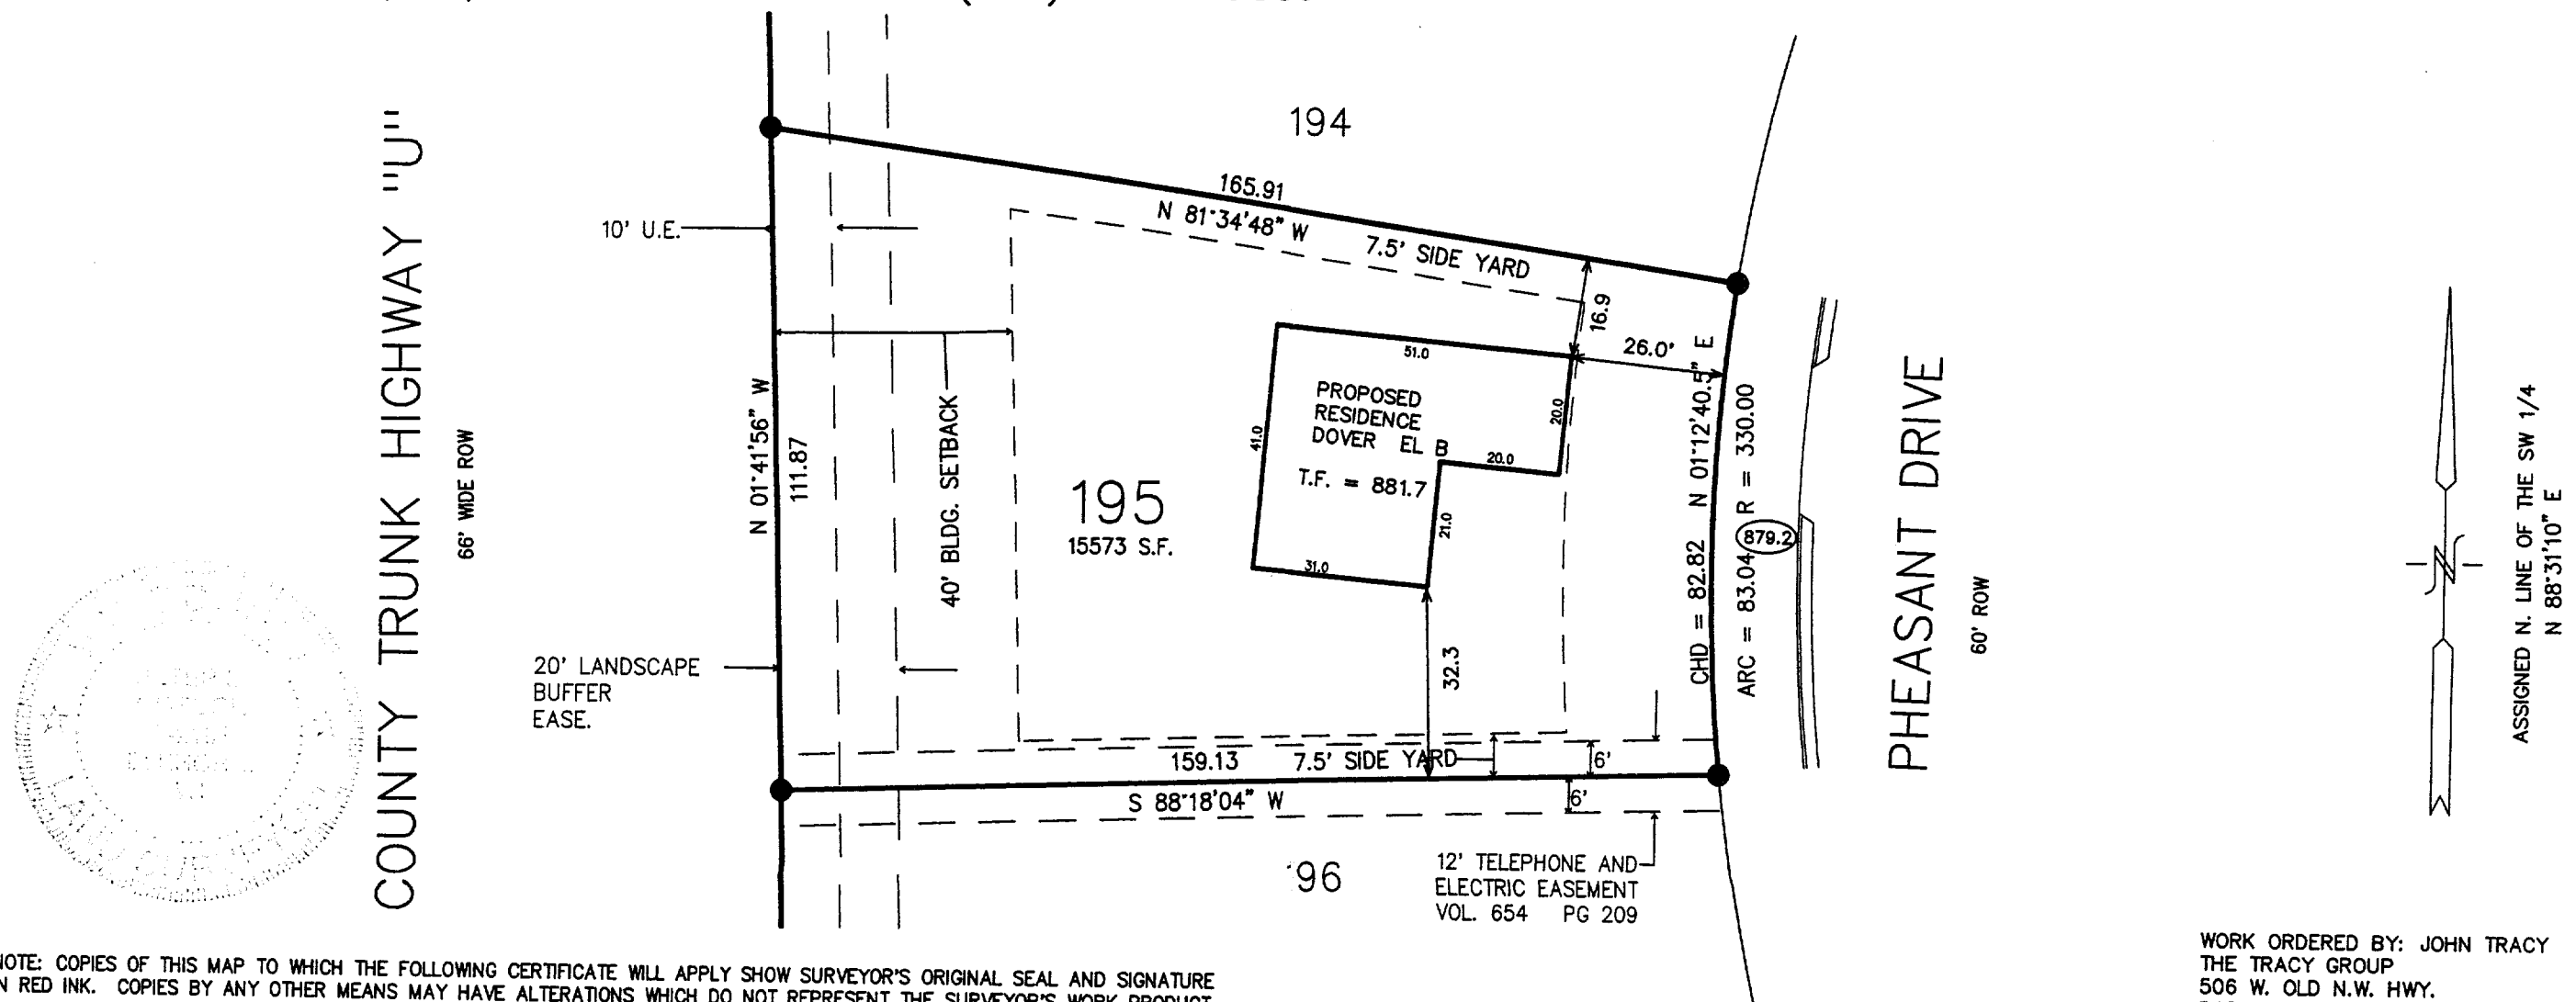 194
165.91
N 81°34'48" W
7.5' SIDE YARD
10' U.E.
16.9
26.0'
51.0
COUNTY TRUNK HIGHWAY "U"
66' WIDE ROW
N 01°41'56" W
111.87
40' BLDG. SETBACK
41.0
PROPOSED
RESIDENCE
DOVER EL B
T.F. = 881.7
20.0
20.0
21.0
31.0
195
15573 S.F.
CHD = 82.82 N 01°12'40.5" E
ARC = 83.04 R = 330.00
879.2
PHEASANT DRIVE
60' ROW
N
ASSIGNED N. LINE OF THE SW 1/4
N 88°31'10" E
20' LANDSCAPE
BUFFER
EASE.
32.3
159.13
7.5' SIDE YARD
6'
S 88°18'04" W
6'
96
12' TELEPHONE AND
ELECTRIC EASEMENT
VOL. 654 PG 209
LAND SURVEYOR
NOTE: COPIES OF THIS MAP TO WHICH THE FOLLOWING CERTIFICATE WILL APPLY SHOW SURVEYOR'S ORIGINAL SEAL AND SIGNATURE
IN RED INK. COPIES BY ANY OTHER MEANS MAY HAVE ALTERATIONS WHICH DO NOT REPRESENT THE SURVEYOR'S WORK PRODUCT.
WORK ORDERED BY: JOHN TRACY
THE TRACY GROUP
506 W. OLD N.W. HWY.